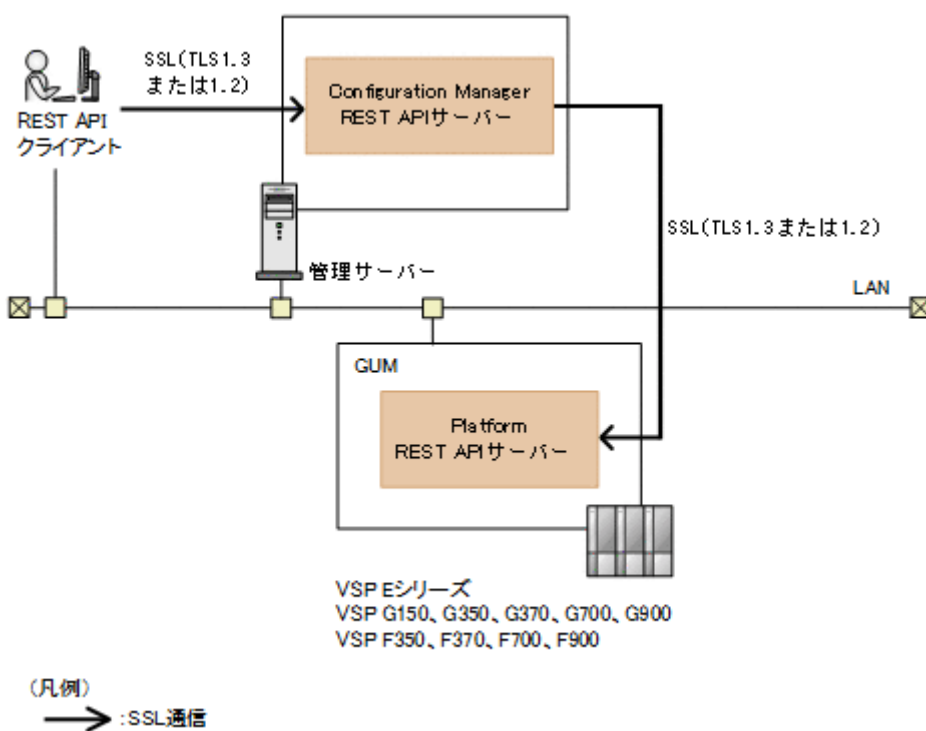 SSL(TLS1.3
または1.2)
Configuration Manager
REST APIサーバー
REST API
クライアント
SSL(TLS1.3または1.2)
管理サーバー
LAN
GUM
Platform
REST APIサーバー
VSP Eシリーズ
VSP G150、G350、G370、G700、G900
VSP F350、F370、F700、F900
(凡例)
:SSL通信